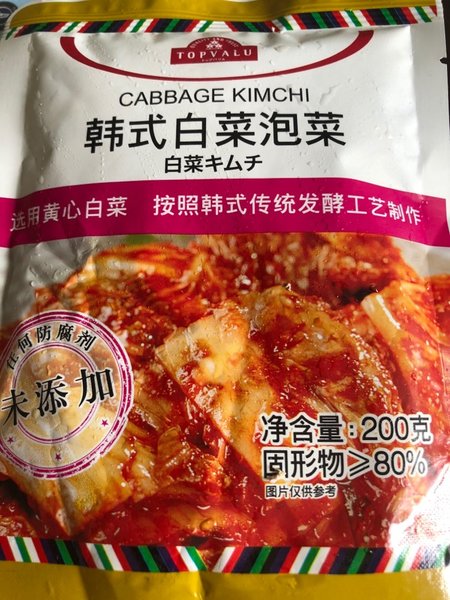 TOPVALU
CABBAGE KIMCHI
韩式白菜泡菜
白菜キムチ
选用黄心白菜 按照韩式传统发酵工艺制作
任何防腐剂
未添加
净含量:200克
固形物≥80%
图片仅供参考